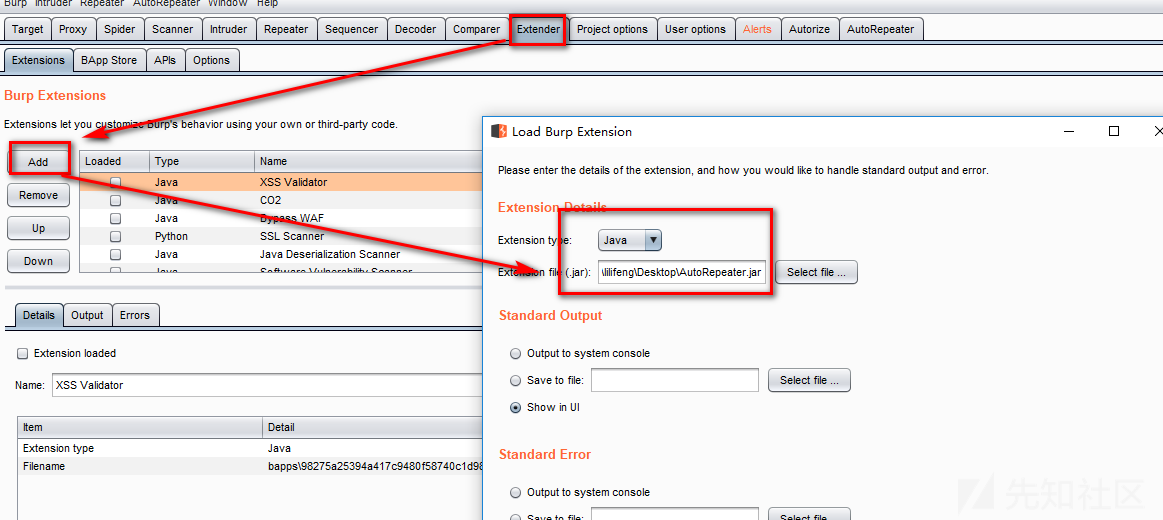 Burp Intruder Repeater AutoRepeater Window Help
Target Proxy Spider Scanner Intruder Repeater Sequencer Decoder Comparer Extender Project options User options Alerts Autorize AutoRepeater
Extensions BApp Store APIs Options
Burp Extensions
Extensions let you customize Burp's behavior using your own or third-party code.
Add
Remove
Up
Down
Loaded Type Name
Java XSS Validator
Java CO2
Java Bypass WAF
Python SSL Scanner
Java Java Deserialization Scanner
Java Software Vulnerability Scanner
Details Output Errors
Extension loaded
Name: XSS Validator
Item Detail
Extension type Java
Filename bapps\98275a25394a417c9480f58740c1d98
Load Burp Extension
Please enter the details of the extension, and how you would like to handle standard output and error.
Extension Details
Extension type: Java
Extension file (.jar): \lilifeng\Desktop\AutoRepeater.jar Select file ...
Standard Output
Output to system console
Save to file: Select file ...
Show in UI
Standard Error
Output to system console
Save to file: Select file ...
先知社区